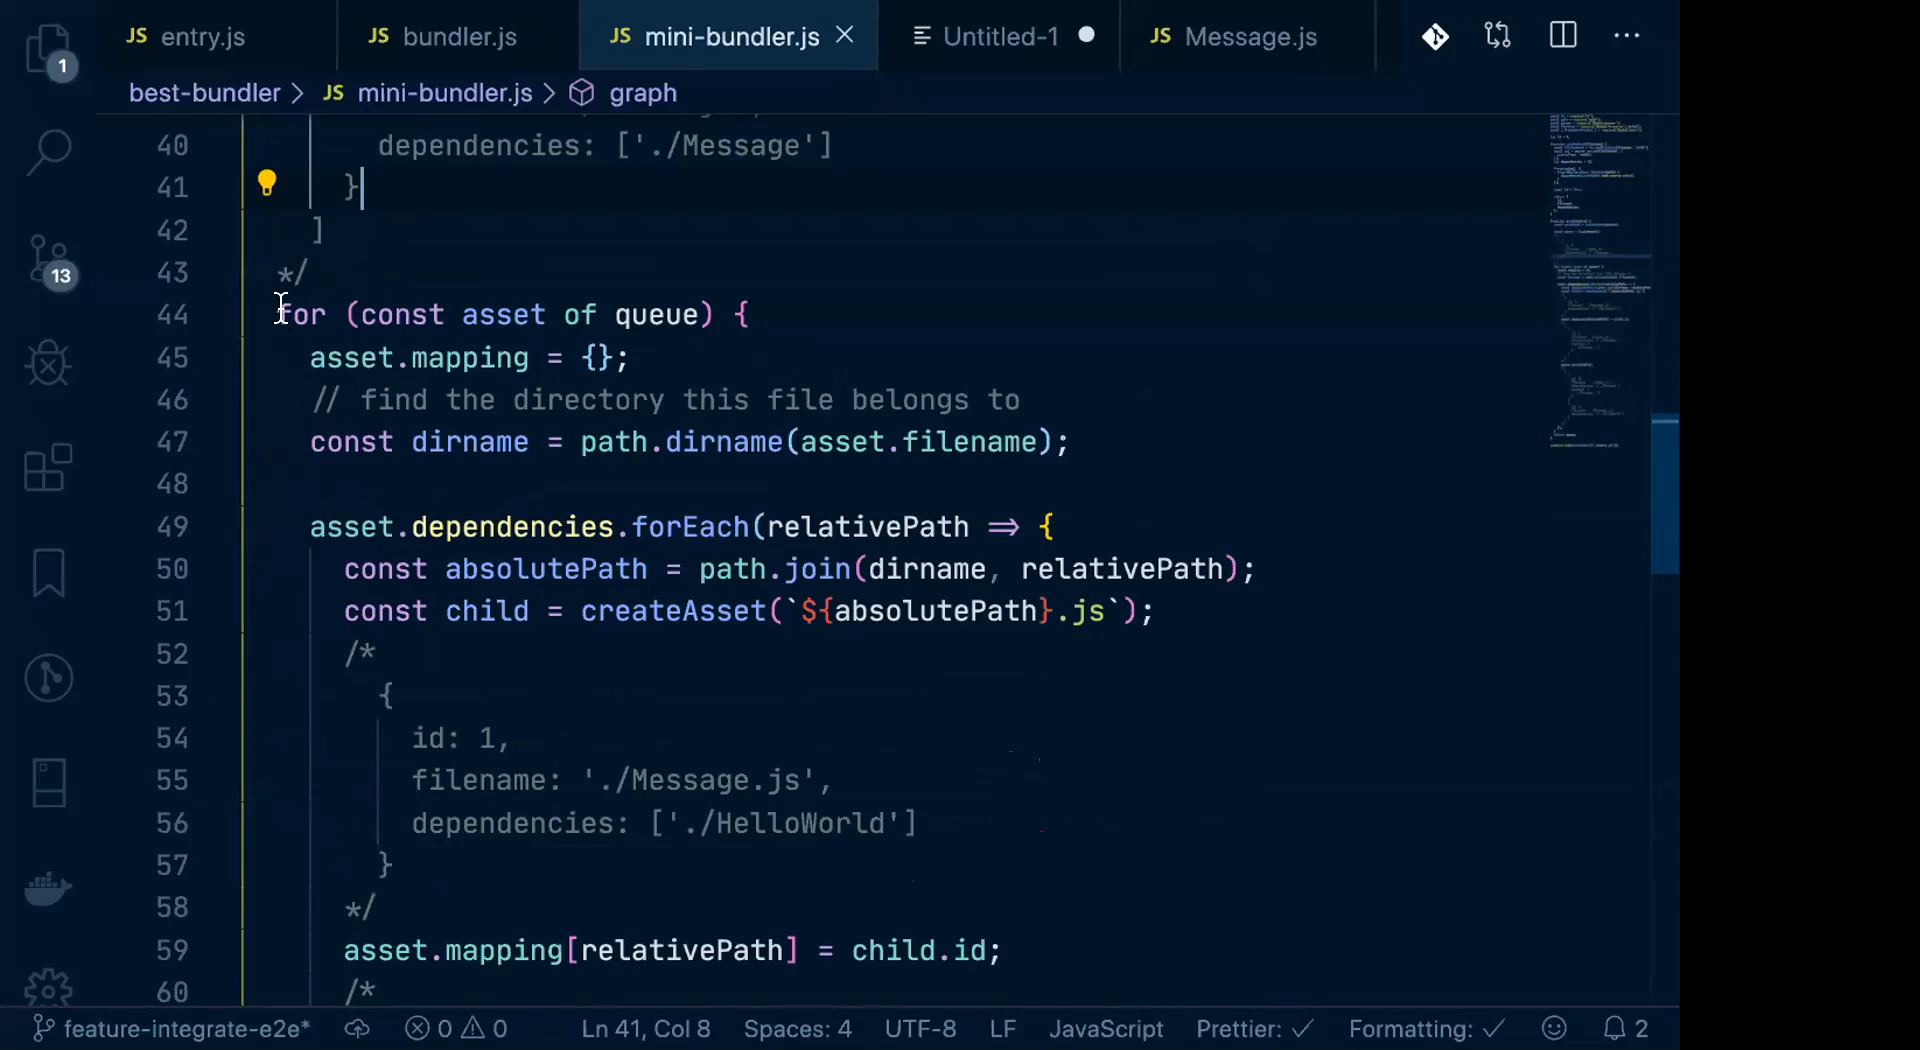 1
JS entry.js
JS bundler.js
JS mini-bundler.js
Untitled-1
JS Message.js
best-bundler > JS mini-bundler.js > graph
40 dependencies: ['./Message']
41 }
42 ]
43 */
44 for (const asset of queue) {
45 asset.mapping = {};
46 // find the directory this file belongs to
47 const dirname = path.dirname(asset.filename);
48
49 asset.dependencies.forEach(relativePath => {
50 const absolutePath = path.join(dirname, relativePath);
51 const child = createAsset(`${absolutePath}.js`);
52 /*
53 {
54 id: 1,
55 filename: './Message.js',
56 dependencies: ['./HelloWorld']
57 }
58 */
59 asset.mapping[relativePath] = child.id;
60 /*
13
feature-integrate-e2e* 0 0 Ln 41, Col 8 Spaces: 4 UTF-8 LF JavaScript Prettier: ✓ Formatting: ✓ 2